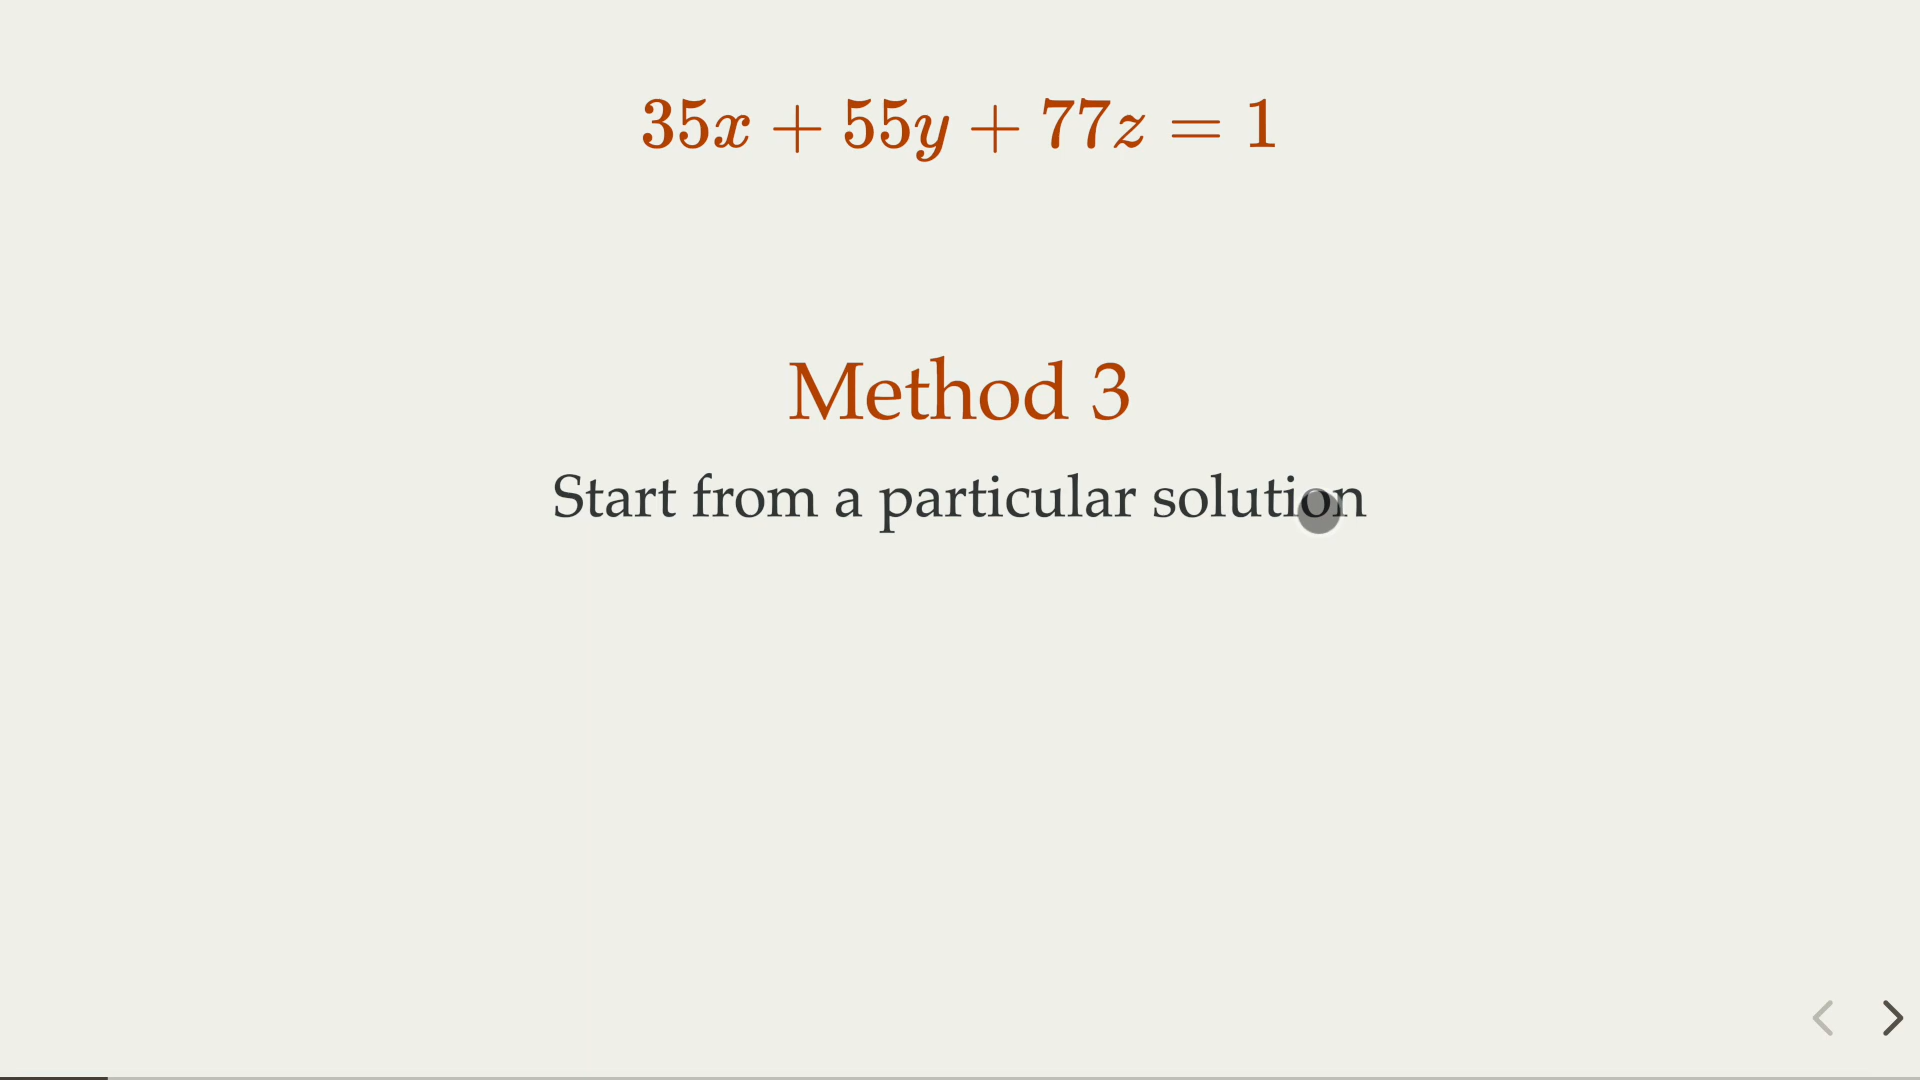 35x + 55y + 77z = 1
Method 3
Start from a particular solution